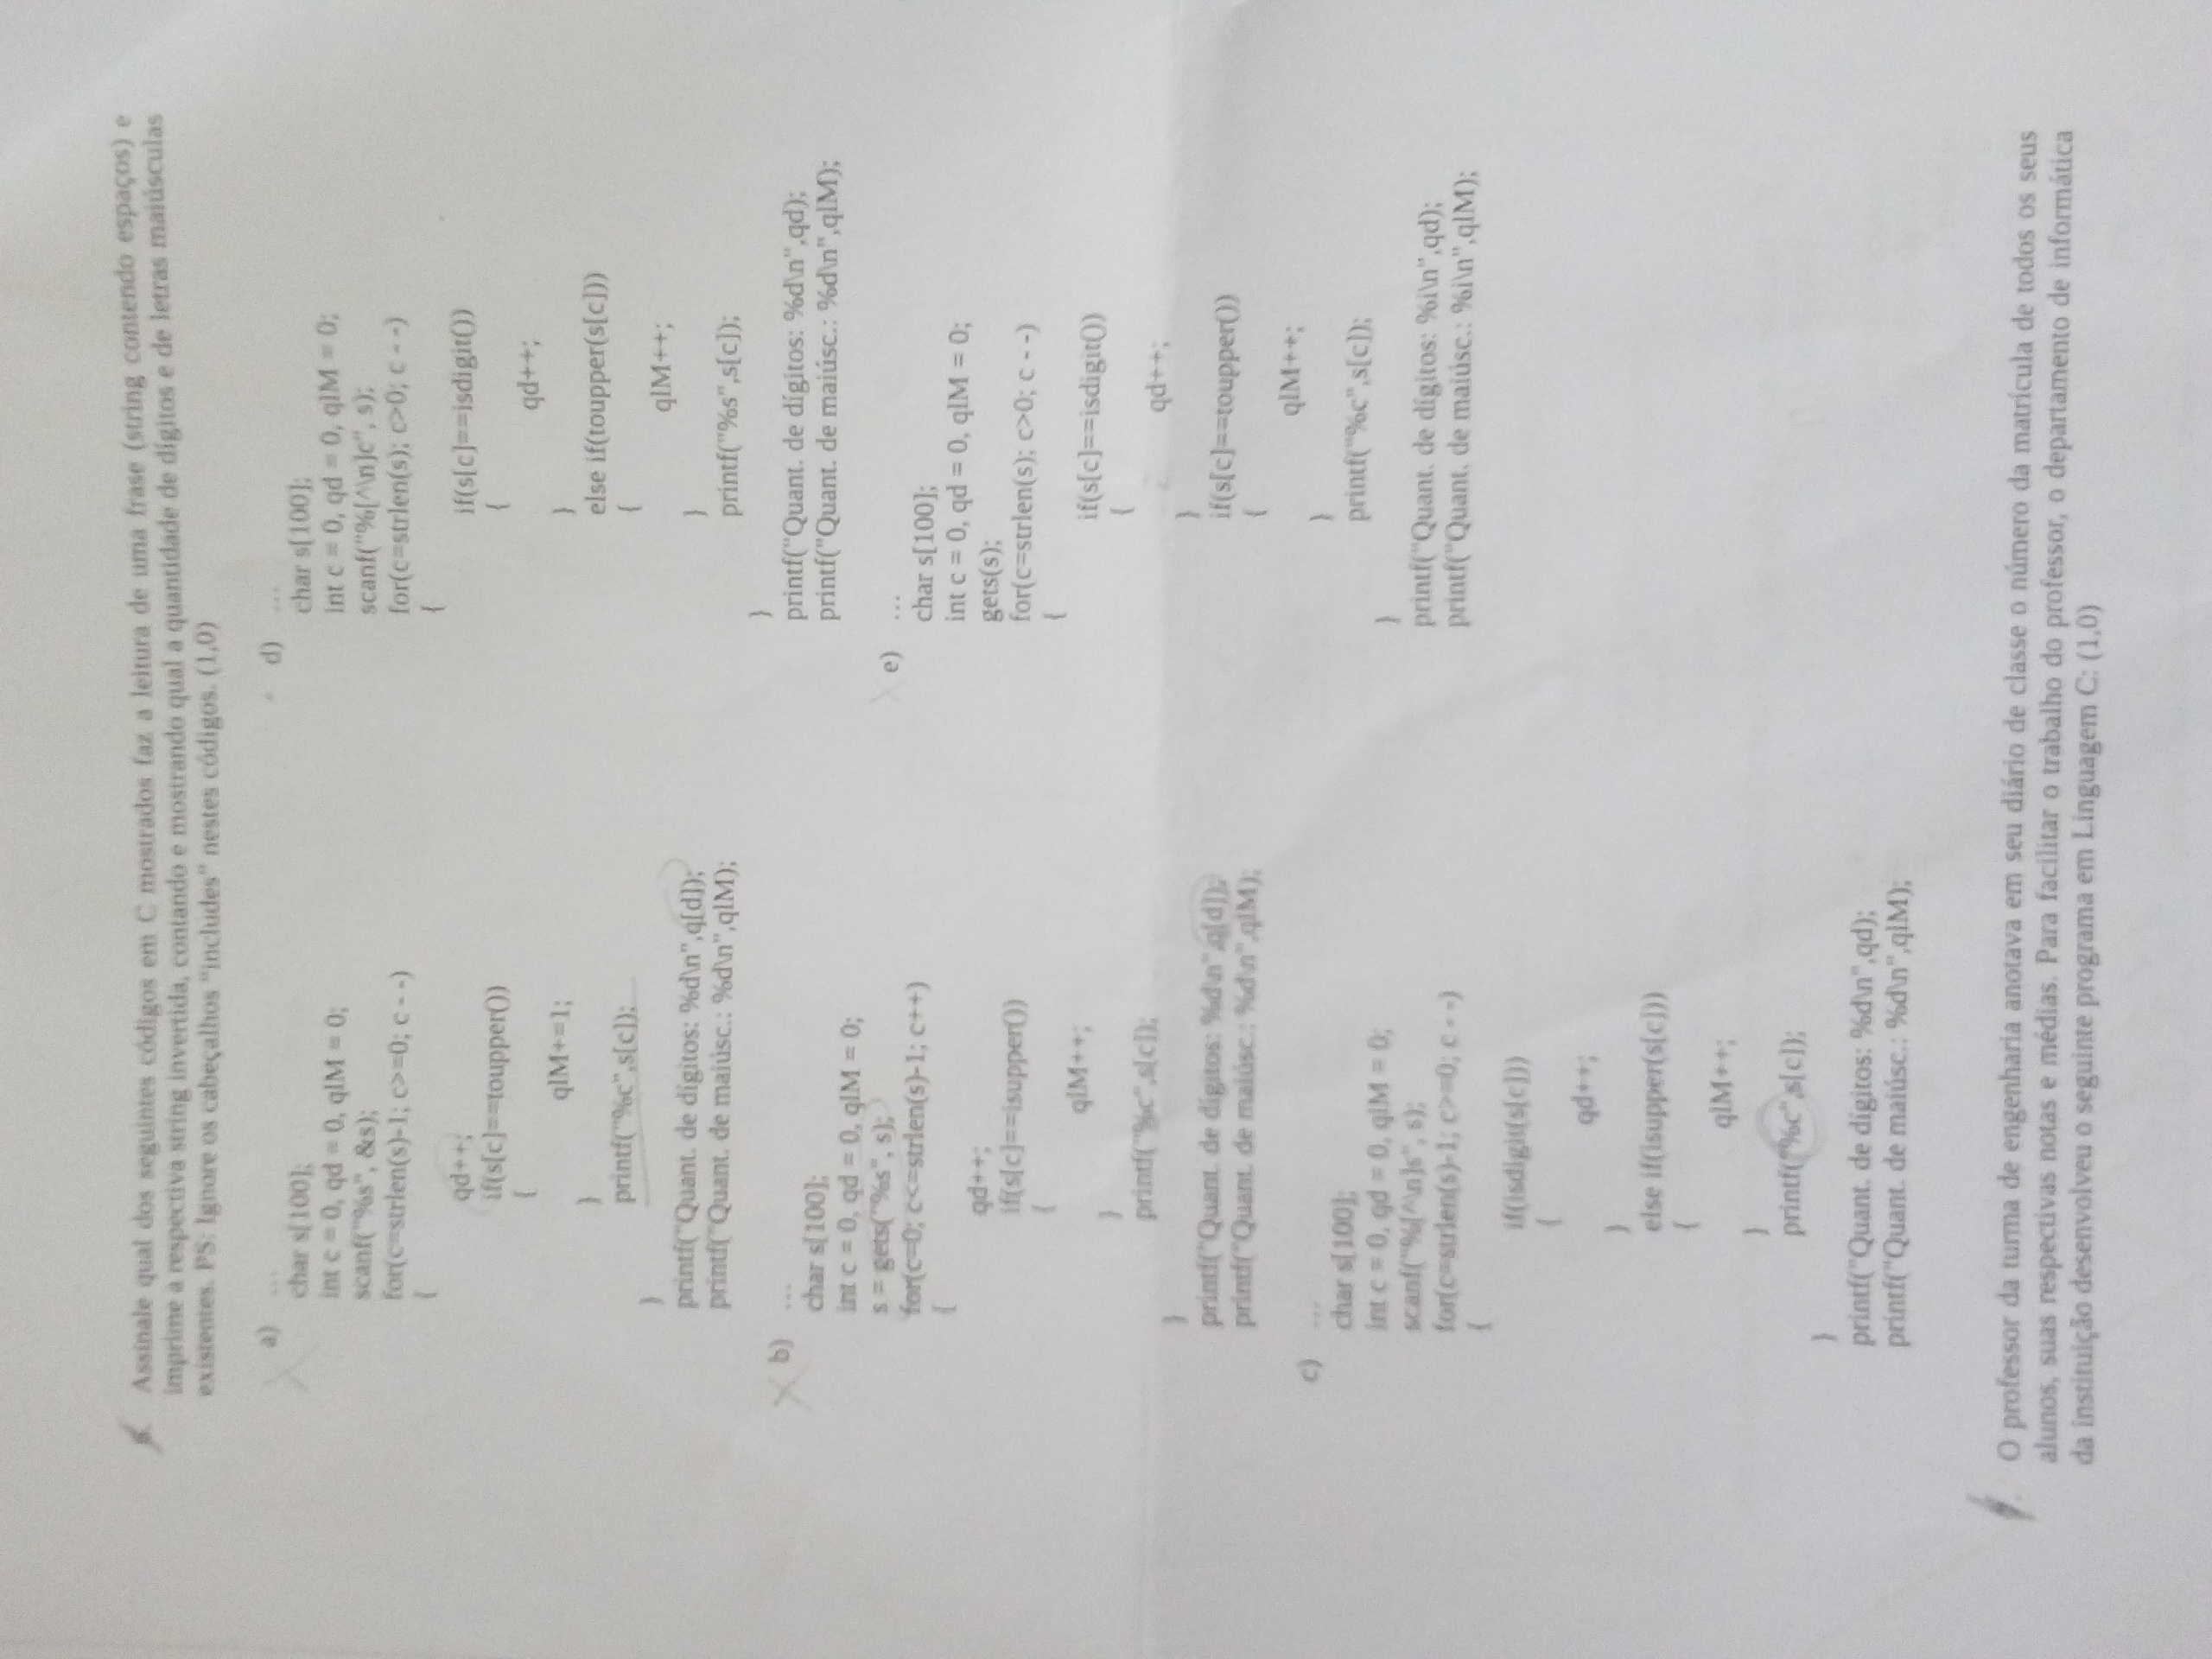 6. Assinale qual dos seguintes códigos em C mostrados faz a leitura de uma frase (string contendo espaços) e
imprime a respectiva string invertida, contando e mostrando qual a quantidade de dígitos e de letras maiúsculas
existentes. PS: Ignore os cabeçalhos "includes" nestes códigos. (1,0)
a) ...
char s[100];
int c = 0, qd = 0, qlM = 0;
scanf("%s", &s);
for(c=strlen(s)-1; c>=0; c - -)
{
qd++;
if(s[c]==toupper())
{
qlM+=1;
}
printf("%c",s[c]);
}
printf("Quant. de dígitos: %d\n",q[d]);
printf("Quant. de maiúsc.: %d\n",qlM);
b) ...
char s[100];
int c = 0, qd = 0, qlM = 0;
s = gets("%s", s);
for(c=0; c<=strlen(s)-1; c++)
{
qd++;
if(s[c]==isupper())
{
qlM++;
}
printf("%c",s[c]);
}
printf("Quant. de dígitos: %d\n",q[d]);
printf("Quant. de maiúsc.: %d\n",qlM);
c) ...
char s[100];
int c = 0, qd = 0, qlM = 0;
scanf("%[^\n]s", s);
for(c=strlen(s)-1; c>=0; c - -)
{
if(isdigit(s[c]))
{
qd++;
}
else if(isupper(s[c]))
{
qlM++;
}
printf("%c",s[c]);
}
printf("Quant. de dígitos: %d\n",qd);
printf("Quant. de maiúsc.: %d\n",qlM);
d) ...
char s[100];
int c = 0, qd = 0, qlM = 0;
scanf("%[^\n]c", s);
for(c=strlen(s); c>0; c - -)
{
if(s[c]==isdigit())
{
qd++;
}
else if(toupper(s[c]))
{
qlM++;
}
printf("%s",s[c]);
}
printf("Quant. de dígitos: %d\n",qd);
printf("Quant. de maiúsc.: %d\n",qlM);
e) ...
char s[100];
int c = 0, qd = 0, qlM = 0;
gets(s);
for(c=strlen(s); c>0; c - -)
{
if(s[c]==isdigit())
{
qd++;
}
if(s[c]==toupper())
{
qlM++;
}
printf("%c",s[c]);
}
printf("Quant. de dígitos: %i\n",qd);
printf("Quant. de maiúsc.: %i\n",qlM);
O professor da turma de engenharia anotava em seu diário de classe o número da matrícula de todos os seus
alunos, suas respectivas notas e médias. Para facilitar o trabalho do professor, o departamento de informática
da instituição desenvolveu o seguinte programa em Linguagem C: (1,0)